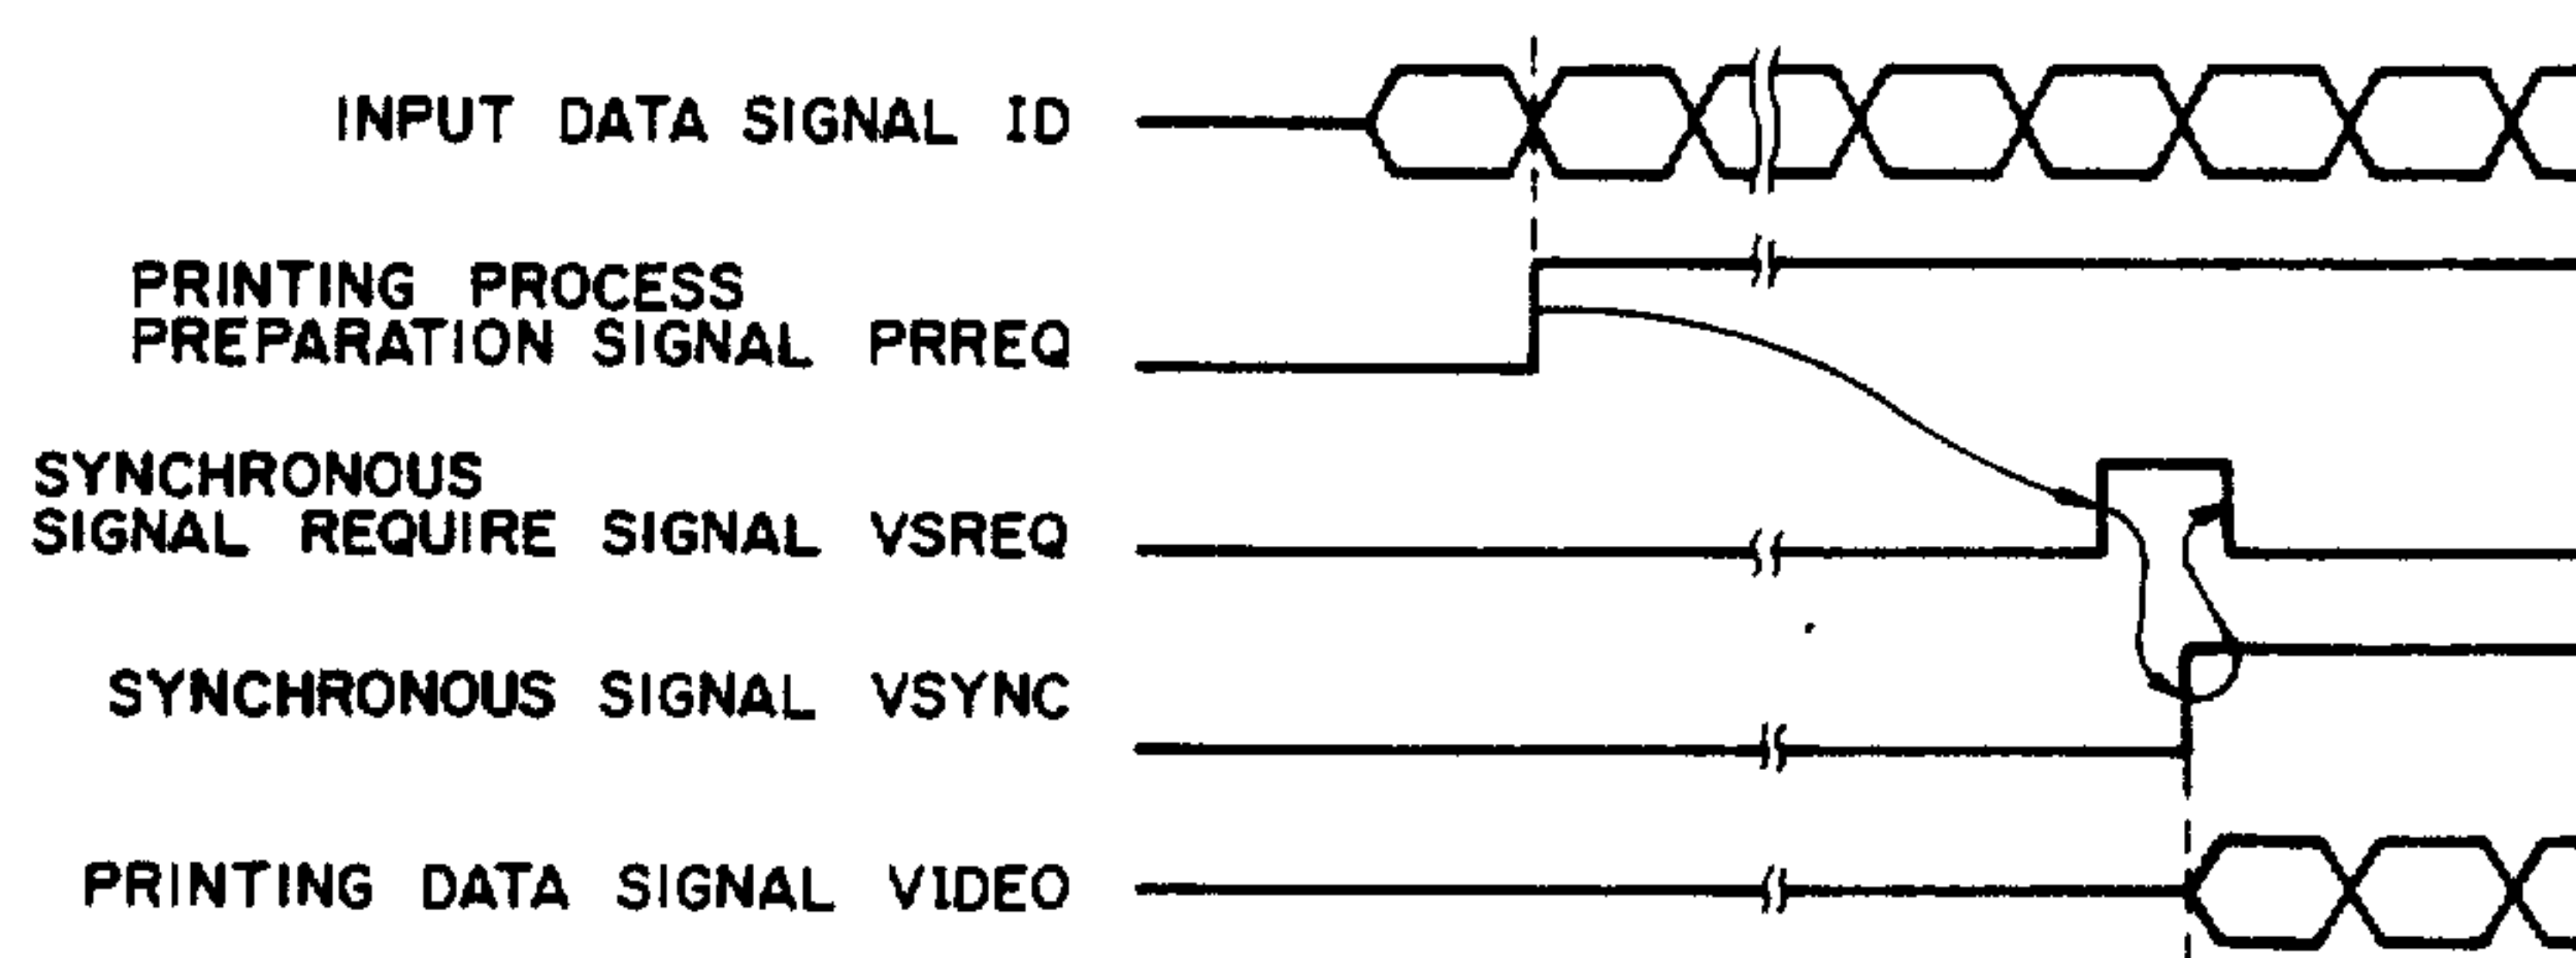 INPUT DATA SIGNAL ID
PRINTING PROCESS
PREPARATION SIGNAL PRREQ
SYNCHRONOUS
SIGNAL REQUIRE SIGNAL VSREQ
SYNCHRONOUS SIGNAL VSYNC
PRINTING DATA SIGNAL VIDEO